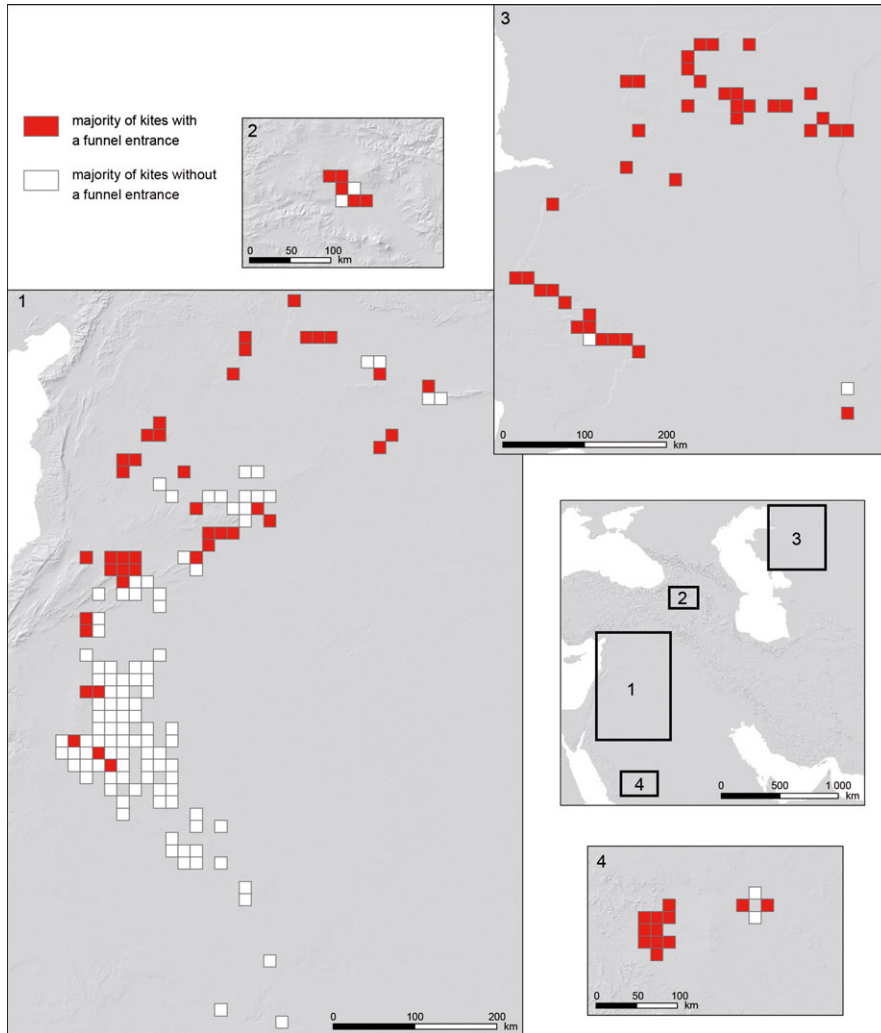 3
majority of kites with
a funnel entrance
2
majority of kites without
a funnel entrance
0 50 100
km
1
0 100 200
km
3
2
1
4
0 500 1 000
km
4
0 100 200
km
0 50 100
km